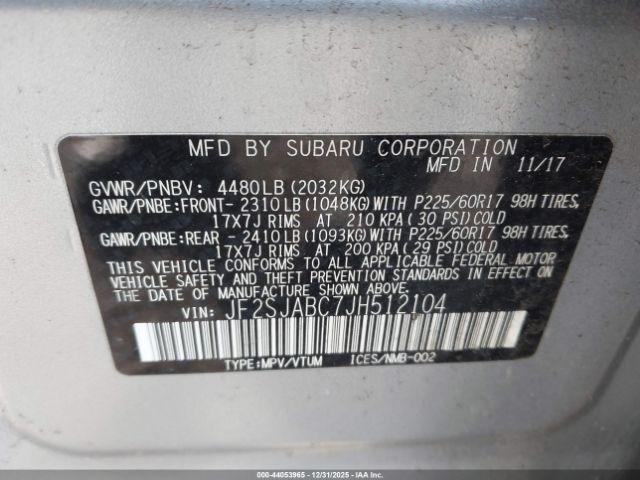 MFD BY SUBARU CORPORATION
MFD IN 11/17
GVWR/PNBV: 4480LB(2032KG)
GAWR/PNBE:FRONT- 2310LB(1048KG)WITH P225/60R17 98H TIRES,
17X7J RIMS AT 210 KPA(30 PSI)COLD
GAWR/PNBE:REAR - 2410LB(1093KG)WITH P225/60R17 98H TIRES,
17X7J RIMS AT 200 KPA(29 PSI)COLD
THIS VEHICLE CONFORMS TO ALL APPLICABLE FEDERAL MOTOR
VEHICLE SAFETY AND THEFT PREVENTION STANDARDS IN EFFECT
ON THE DATE OF MANUFACTURE SHOWN ABOVE.
VIN: JF2SJABC7JH512104
TYPE:MPV/VTUM ICES/NMB-002
000-44053965 - 12/31/2025 - IAAI.COM